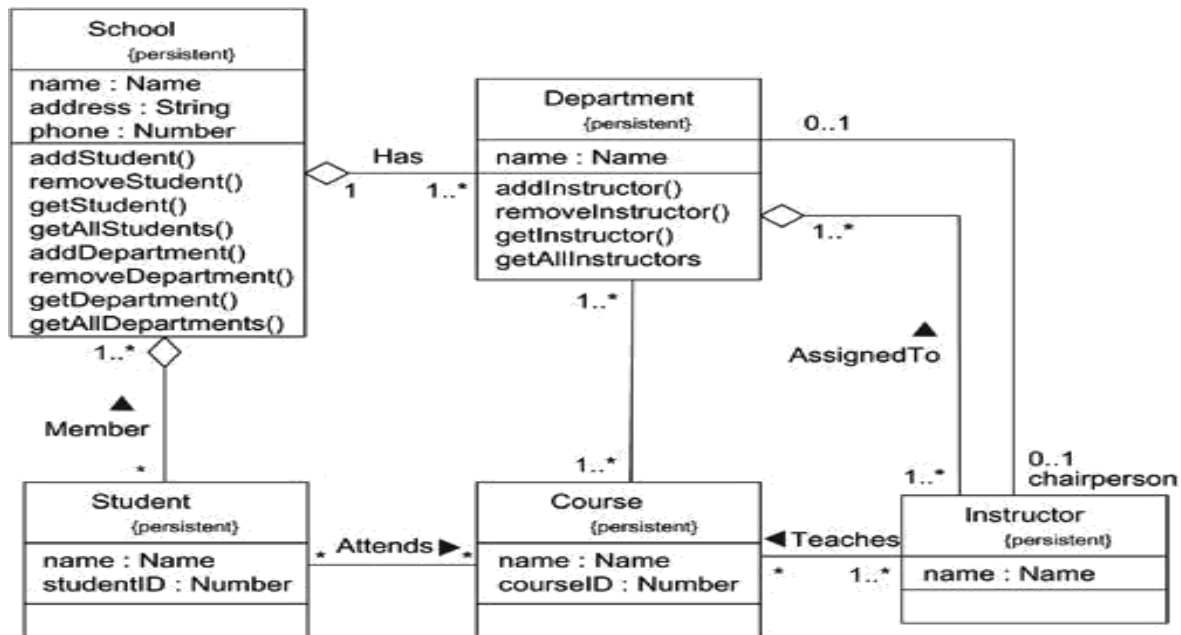 School
{persistent}
name : Name
address : String
phone : Number
addStudent()
removeStudent()
getStudent()
getAllStudents()
addDepartment()
removeDepartment()
getDepartment()
getAllDepartments()
Has
1
1..*
Department
{persistent}
name : Name
addInstructor()
removeInstructor()
getInstructor()
getAllInstructors
0..1
1..*
1..*
1..*
Member
*
AssignedTo
1..*
1..*
0..1
chairperson
Student
{persistent}
name : Name
studentID : Number
* Attends *
Course
{persistent}
name : Name
courseID : Number
Teaches
*
1..*
Instructor
{persistent}
name : Name